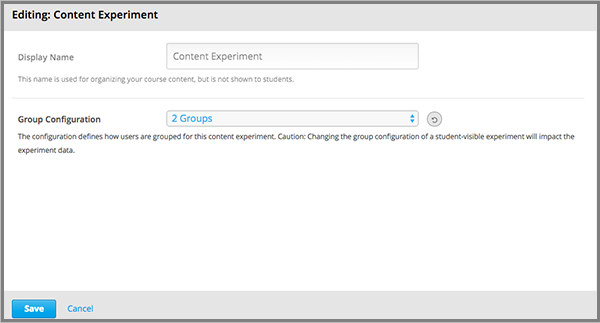 Editing: Content Experiment
Display Name
Content Experiment
This name is used for organizing your course content, but is not shown to students.
Group Configuration
2 Groups
The configuration defines how users are grouped for this content experiment. Caution: Changing the group configuration of a student-visible experiment will impact the
experiment data.
Save Cancel